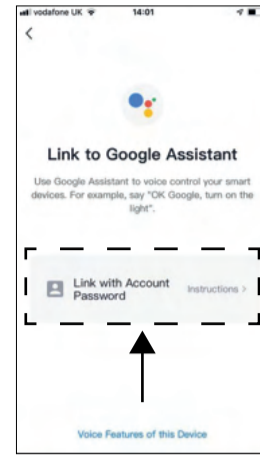 vodafone UK 14:01
Link to Google Assistant
Use Google Assistant to voice control your smart
devices. For example, say "OK Google, turn on the
light".
Link with Account
Password
Instructions >
Voice Features of this Device